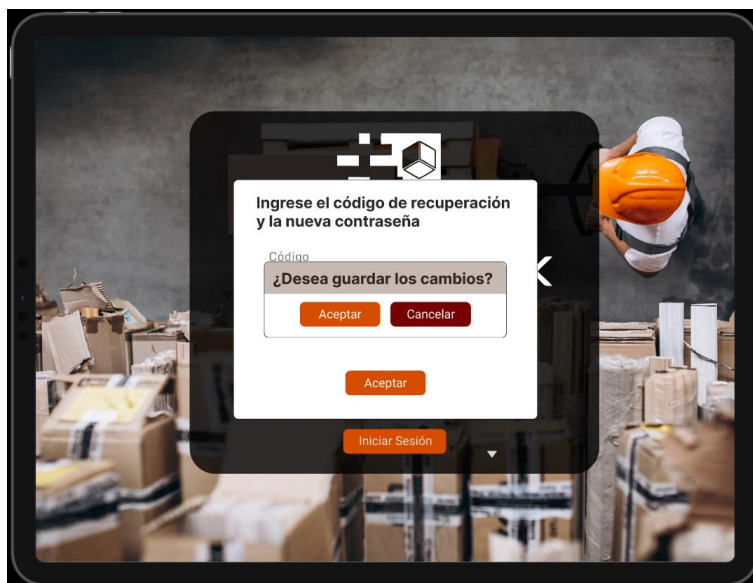 Ingrese el código de recuperación
y la nueva contraseña
Código
¿Desea guardar los cambios?
Aceptar Cancelar
Aceptar
Iniciar Sesión